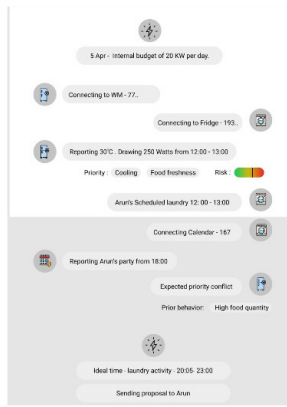 5 Apr - Internal budget of 20 KW per day.
Connecting to WM - 77..
Connecting to Fridge - 193..
Reporting 30°C . Drawing 250 Watts from 12:00 - 13:00
Priority : Cooling Food freshness Risk :
Arun's Scheduled laundry 12: 00 - 13:00
Connecting Calendar - 167
Reporting Arun's party from 18:00
Expected priority conflict
Prior behavior: High food quantity
Ideal time - laundry activity - 20:05- 23:00
Sending proposal to Arun